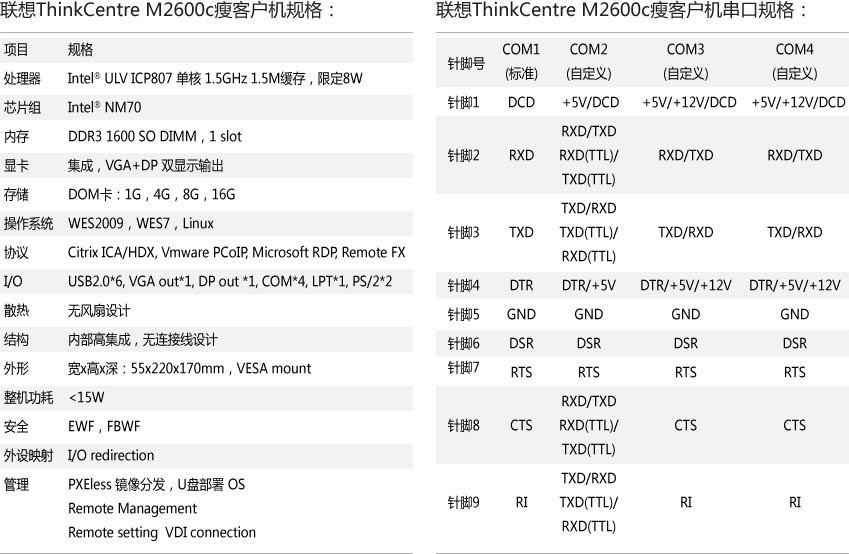 联想ThinkCentre M2600c瘦客户机规格：
项目 规格
处理器 Intel® ULV ICP807 单核 1.5GHz 1.5M缓存，限定8W
芯片组 Intel® NM70
内存 DDR3 1600 SO DIMM，1 slot
显卡 集成，VGA+DP 双显示输出
存储 DOM卡：1G，4G，8G，16G
操作系统 WES2009，WES7，Linux
协议 Citrix ICA/HDX, Vmware PCoIP, Microsoft RDP, Remote FX
I/O USB2.0*6, VGA out*1, DP out *1, COM*4, LPT*1, PS/2*2
散热 无风扇设计
结构 内部高集成，无连接线设计
外形 宽x高x深：55x220x170mm，VESA mount
整机功耗 <15W
安全 EWF，FBWF
外设映射 I/O redirection
管理 PXEless 镜像分发，U盘部署 OS
Remote Management
Remote setting VDI connection
联想ThinkCentre M2600c瘦客户机串口规格：
针脚号 COM1 COM2 COM3 COM4
(标准) (自定义) (自定义) (自定义)
针脚1 DCD +5V/DCD +5V/+12V/DCD +5V/+12V/DCD
RXD/TXD
针脚2 RXD RXD(TTL)/ RXD/TXD RXD/TXD
TXD(TTL)
TXD/RXD
针脚3 TXD TXD(TTL)/ TXD/RXD TXD/RXD
RXD(TTL)
针脚4 DTR DTR/+5V DTR/+5V/+12V DTR/+5V/+12V
针脚5 GND GND GND GND
针脚6 DSR DSR DSR DSR
针脚7 RTS RTS RTS RTS
RXD/TXD
针脚8 CTS RXD(TTL)/ CTS CTS
TXD(TTL)
TXD/RXD
针脚9 RI TXD(TTL)/ RI RI
RXD(TTL)